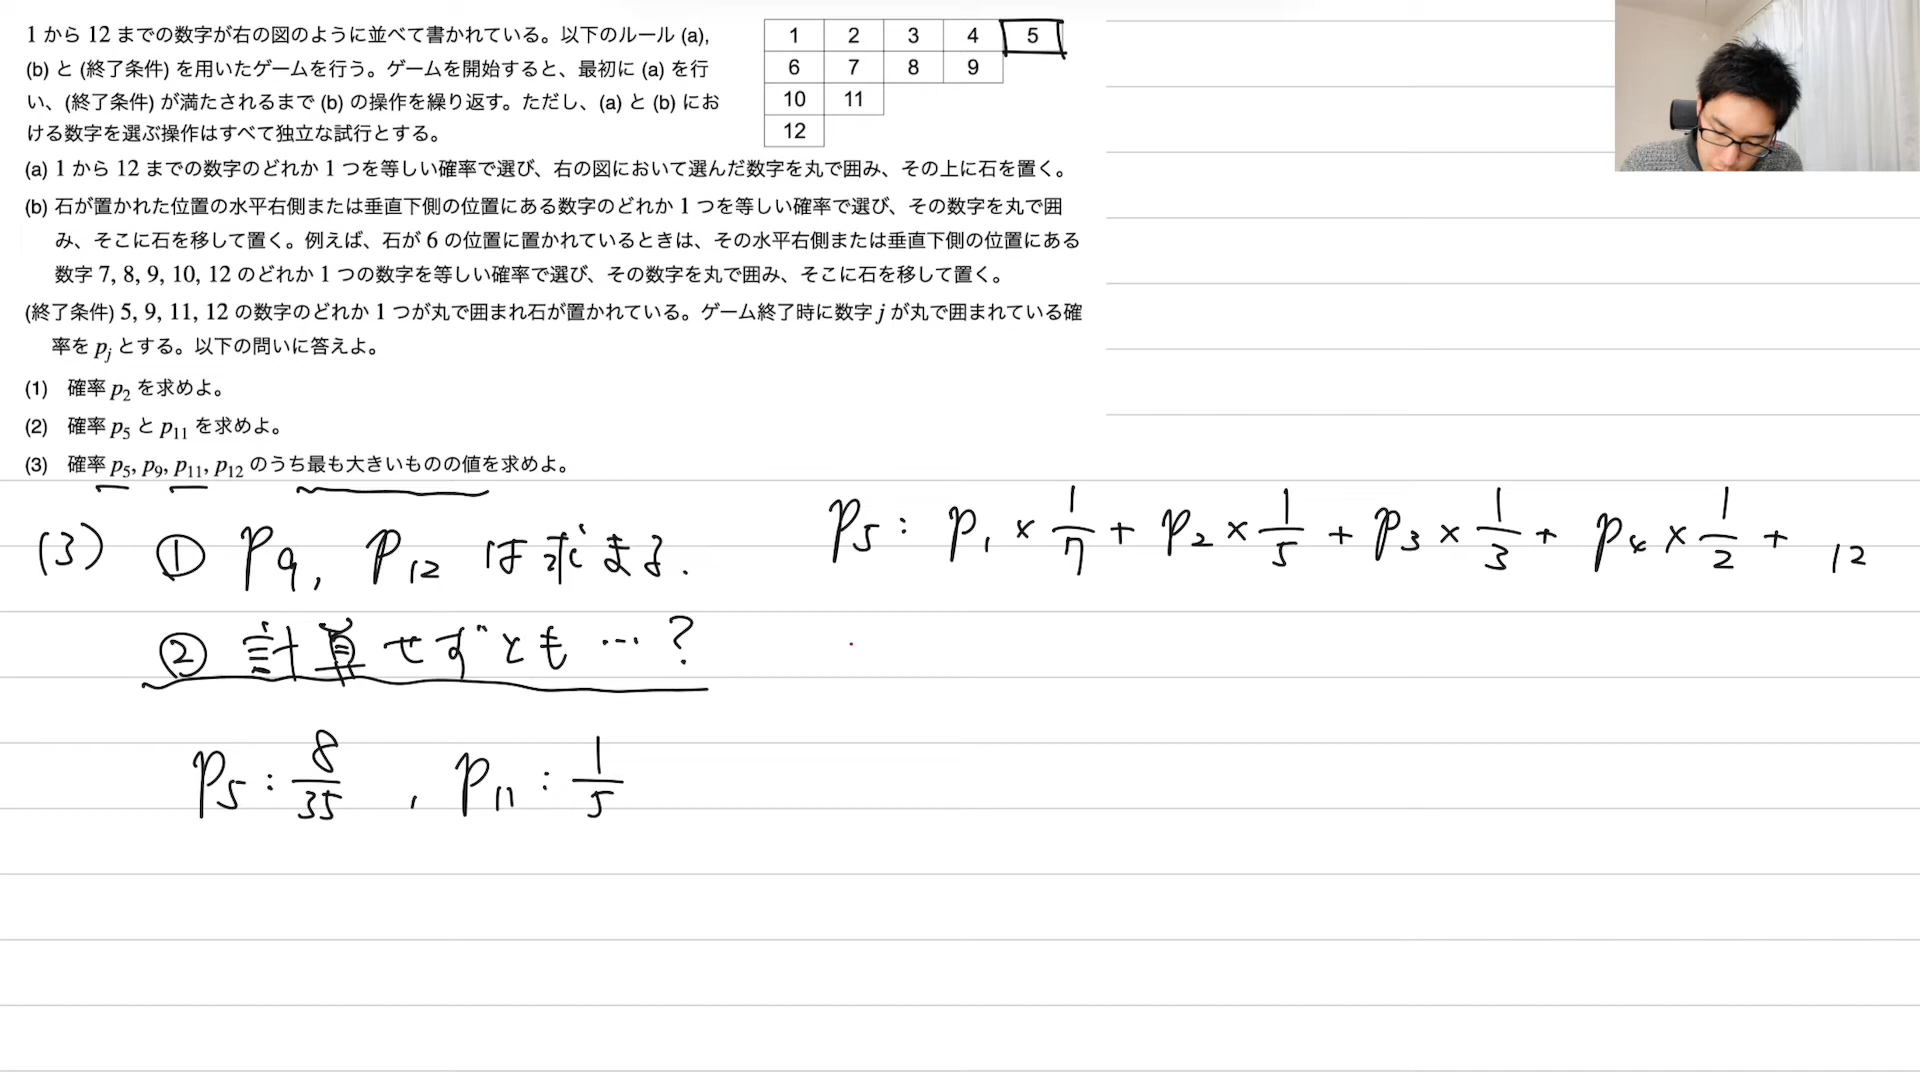 1 から 12 までの数字が右の図のように並べて書かれている。以下のルール (a),
(b) と (終了条件) を用いたゲームを行う。ゲームを開始すると、最初に (a) を行
い、(終了条件) が満たされるまで (b) の操作を繰り返す。ただし、(a) と (b) にお
ける数字を選ぶ操作はすべて独立な試行とする。
1 2 3 4 5
6 7 8 9
10 11
12
(a) 1 から 12 までの数字のどれか 1 つを等しい確率で選び、右の図において選んだ数字を丸で囲み、その上に石を置く。
(b) 石が置かれた位置の水平右側または垂直下側の位置にある数字のどれか 1 つを等しい確率で選び、その数字を丸で囲
み、そこに石を移して置く。例えば、石が 6 の位置に置かれているときは、その水平右側または垂直下側の位置にある
数字 7, 8, 9, 10, 12 のどれか 1 つの数字を等しい確率で選び、その数字を丸で囲み、そこに石を移して置く。
(終了条件) 5, 9, 11, 12 の数字のどれか 1 つが丸で囲まれ石が置かれている。ゲーム終了時に数字 j が丸で囲まれている確
率を p_j とする。以下の問いに答えよ。
(1) 確率 p_2 を求めよ。
(2) 確率 p_5 と p_11 を求めよ。
(3) 確率 p_5, p_9, p_11, p_12 のうち最も大きいものの値を求めよ。
(3) ① P_9, P_12 は求まる.
② 計算せずとも … ?
P_5 : 8/35 , P_11 : 1/5
P_5 : P_1 × 1/7 + P_2 × 1/5 + P_3 × 1/3 + P_4 × 1/2 + 12